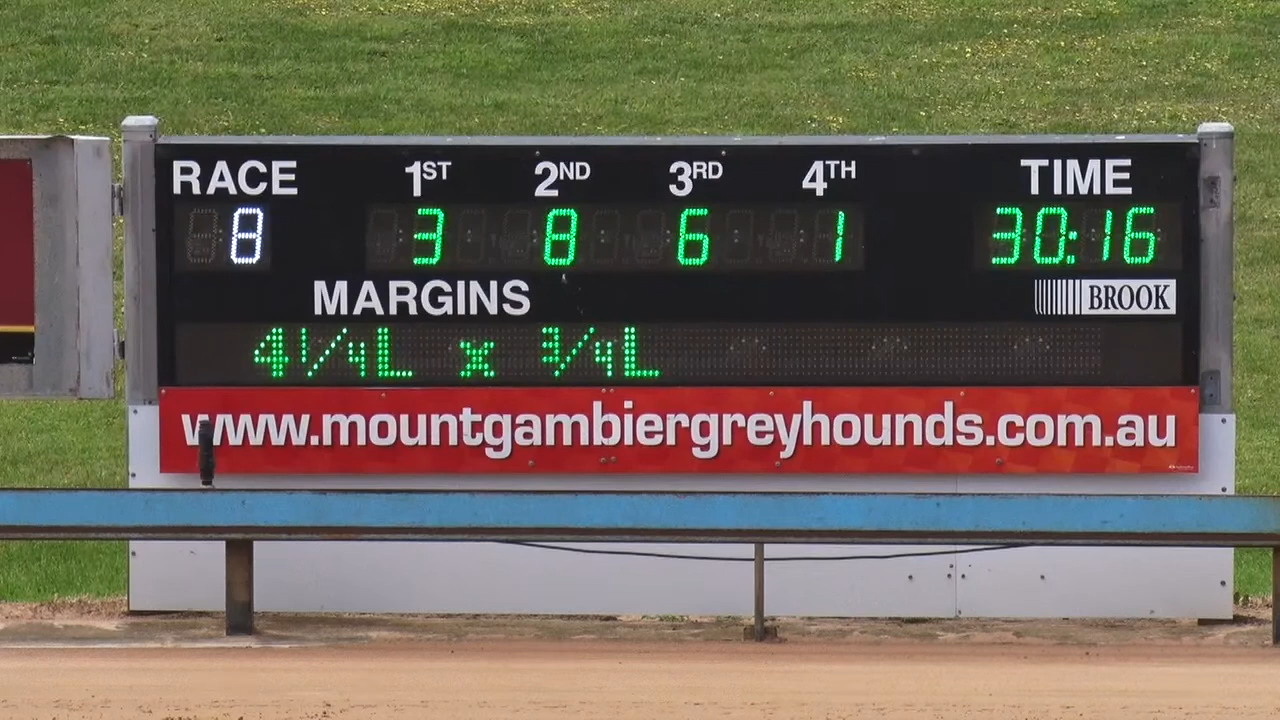 RACE 1ST 2ND 3RD 4TH TIME
8 3 8 6 1 30:16
MARGINS BROOK
4 1/4L x 3/4L
www.mountgambiergreyhounds.com.au